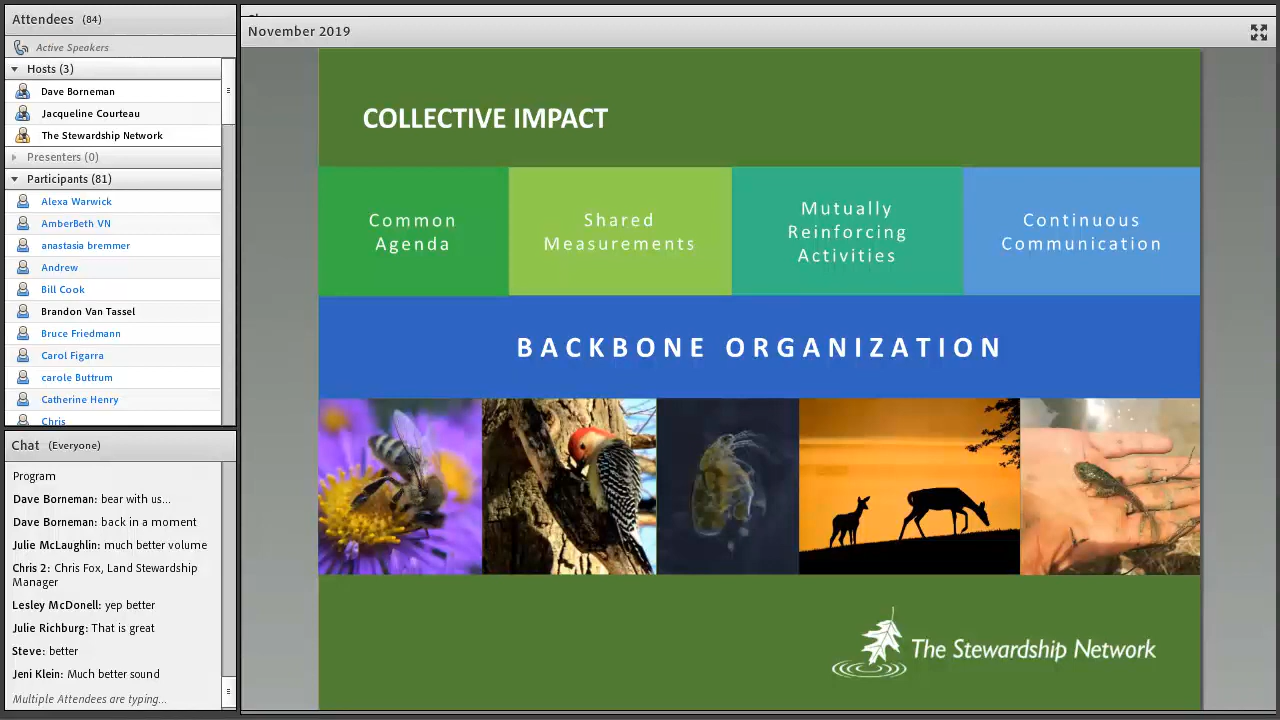 Attendees (84)
Active Speakers
Hosts (3)
Dave Borneman
Jacqueline Courteau
The Stewardship Network
Presenters (0)
Participants (81)
Alexa Warwick
AmberBeth VN
anastasia bremmer
Andrew
Bill Cook
Brandon Van Tassel
Bruce Friedmann
Carol Figarra
carole Buttrum
Catherine Henry
Chris
Chat (Everyone)
Program
Dave Borneman: bear with us...
Dave Borneman: back in a moment
Julie McLaughlin: much better volume
Chris 2: Chris Fox, Land Stewardship
Manager
Lesley McDonell: yep better
Julie Richburg: That is great
Steve: better
Jeni Klein: Much better sound
Multiple Attendees are typing...
November 2019
COLLECTIVE IMPACT
Common
Agenda
Shared
Measurements
Mutually
Reinforcing
Activities
Continuous
Communication
BACKBONE ORGANIZATION
The Stewardship Network